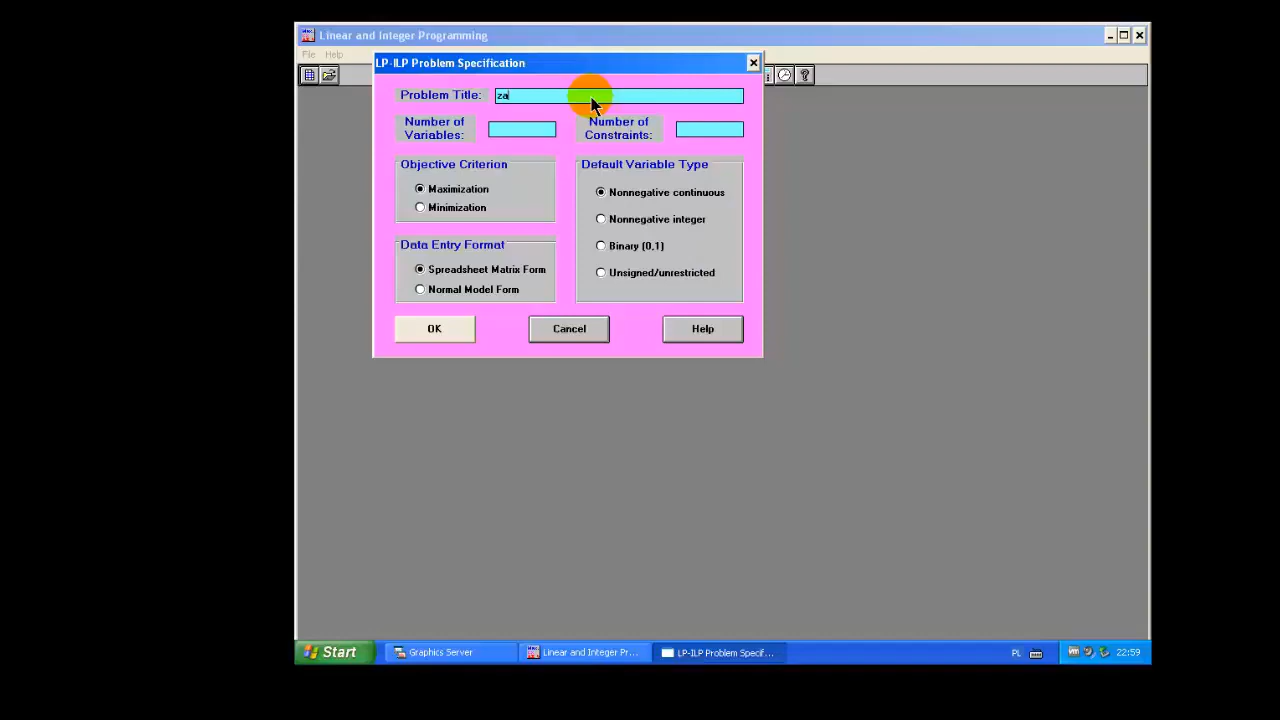 Linear and Integer Programming
File Help
LP-ILP Problem Specification
Problem Title: za
Number of Variables:
Number of Constraints:
Objective Criterion
Maximization
Minimization
Default Variable Type
Nonnegative continuous
Nonnegative integer
Binary (0,1)
Unsigned/unrestricted
Data Entry Format
Spreadsheet Matrix Form
Normal Model Form
OK Cancel Help
Start Graphics Server Linear and Integer Pr... LP-ILP Problem Specif... PL 22:59